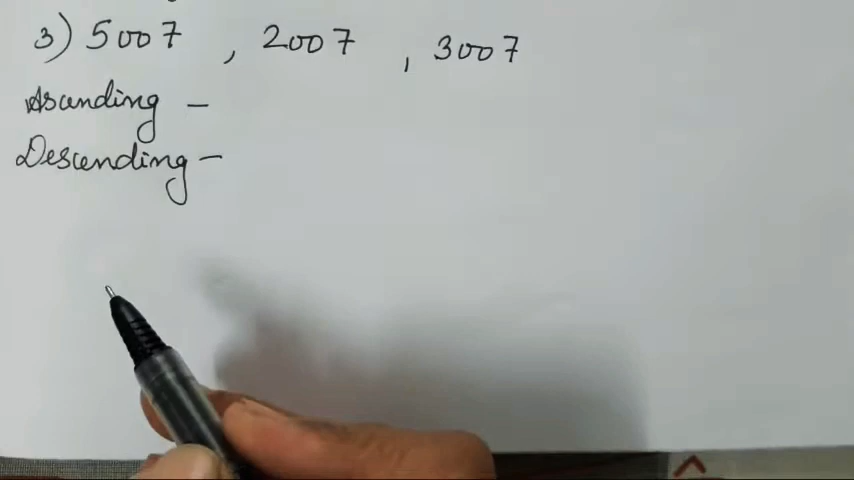 3) 5007 , 2007 , 3007
Ascending -
Descending -